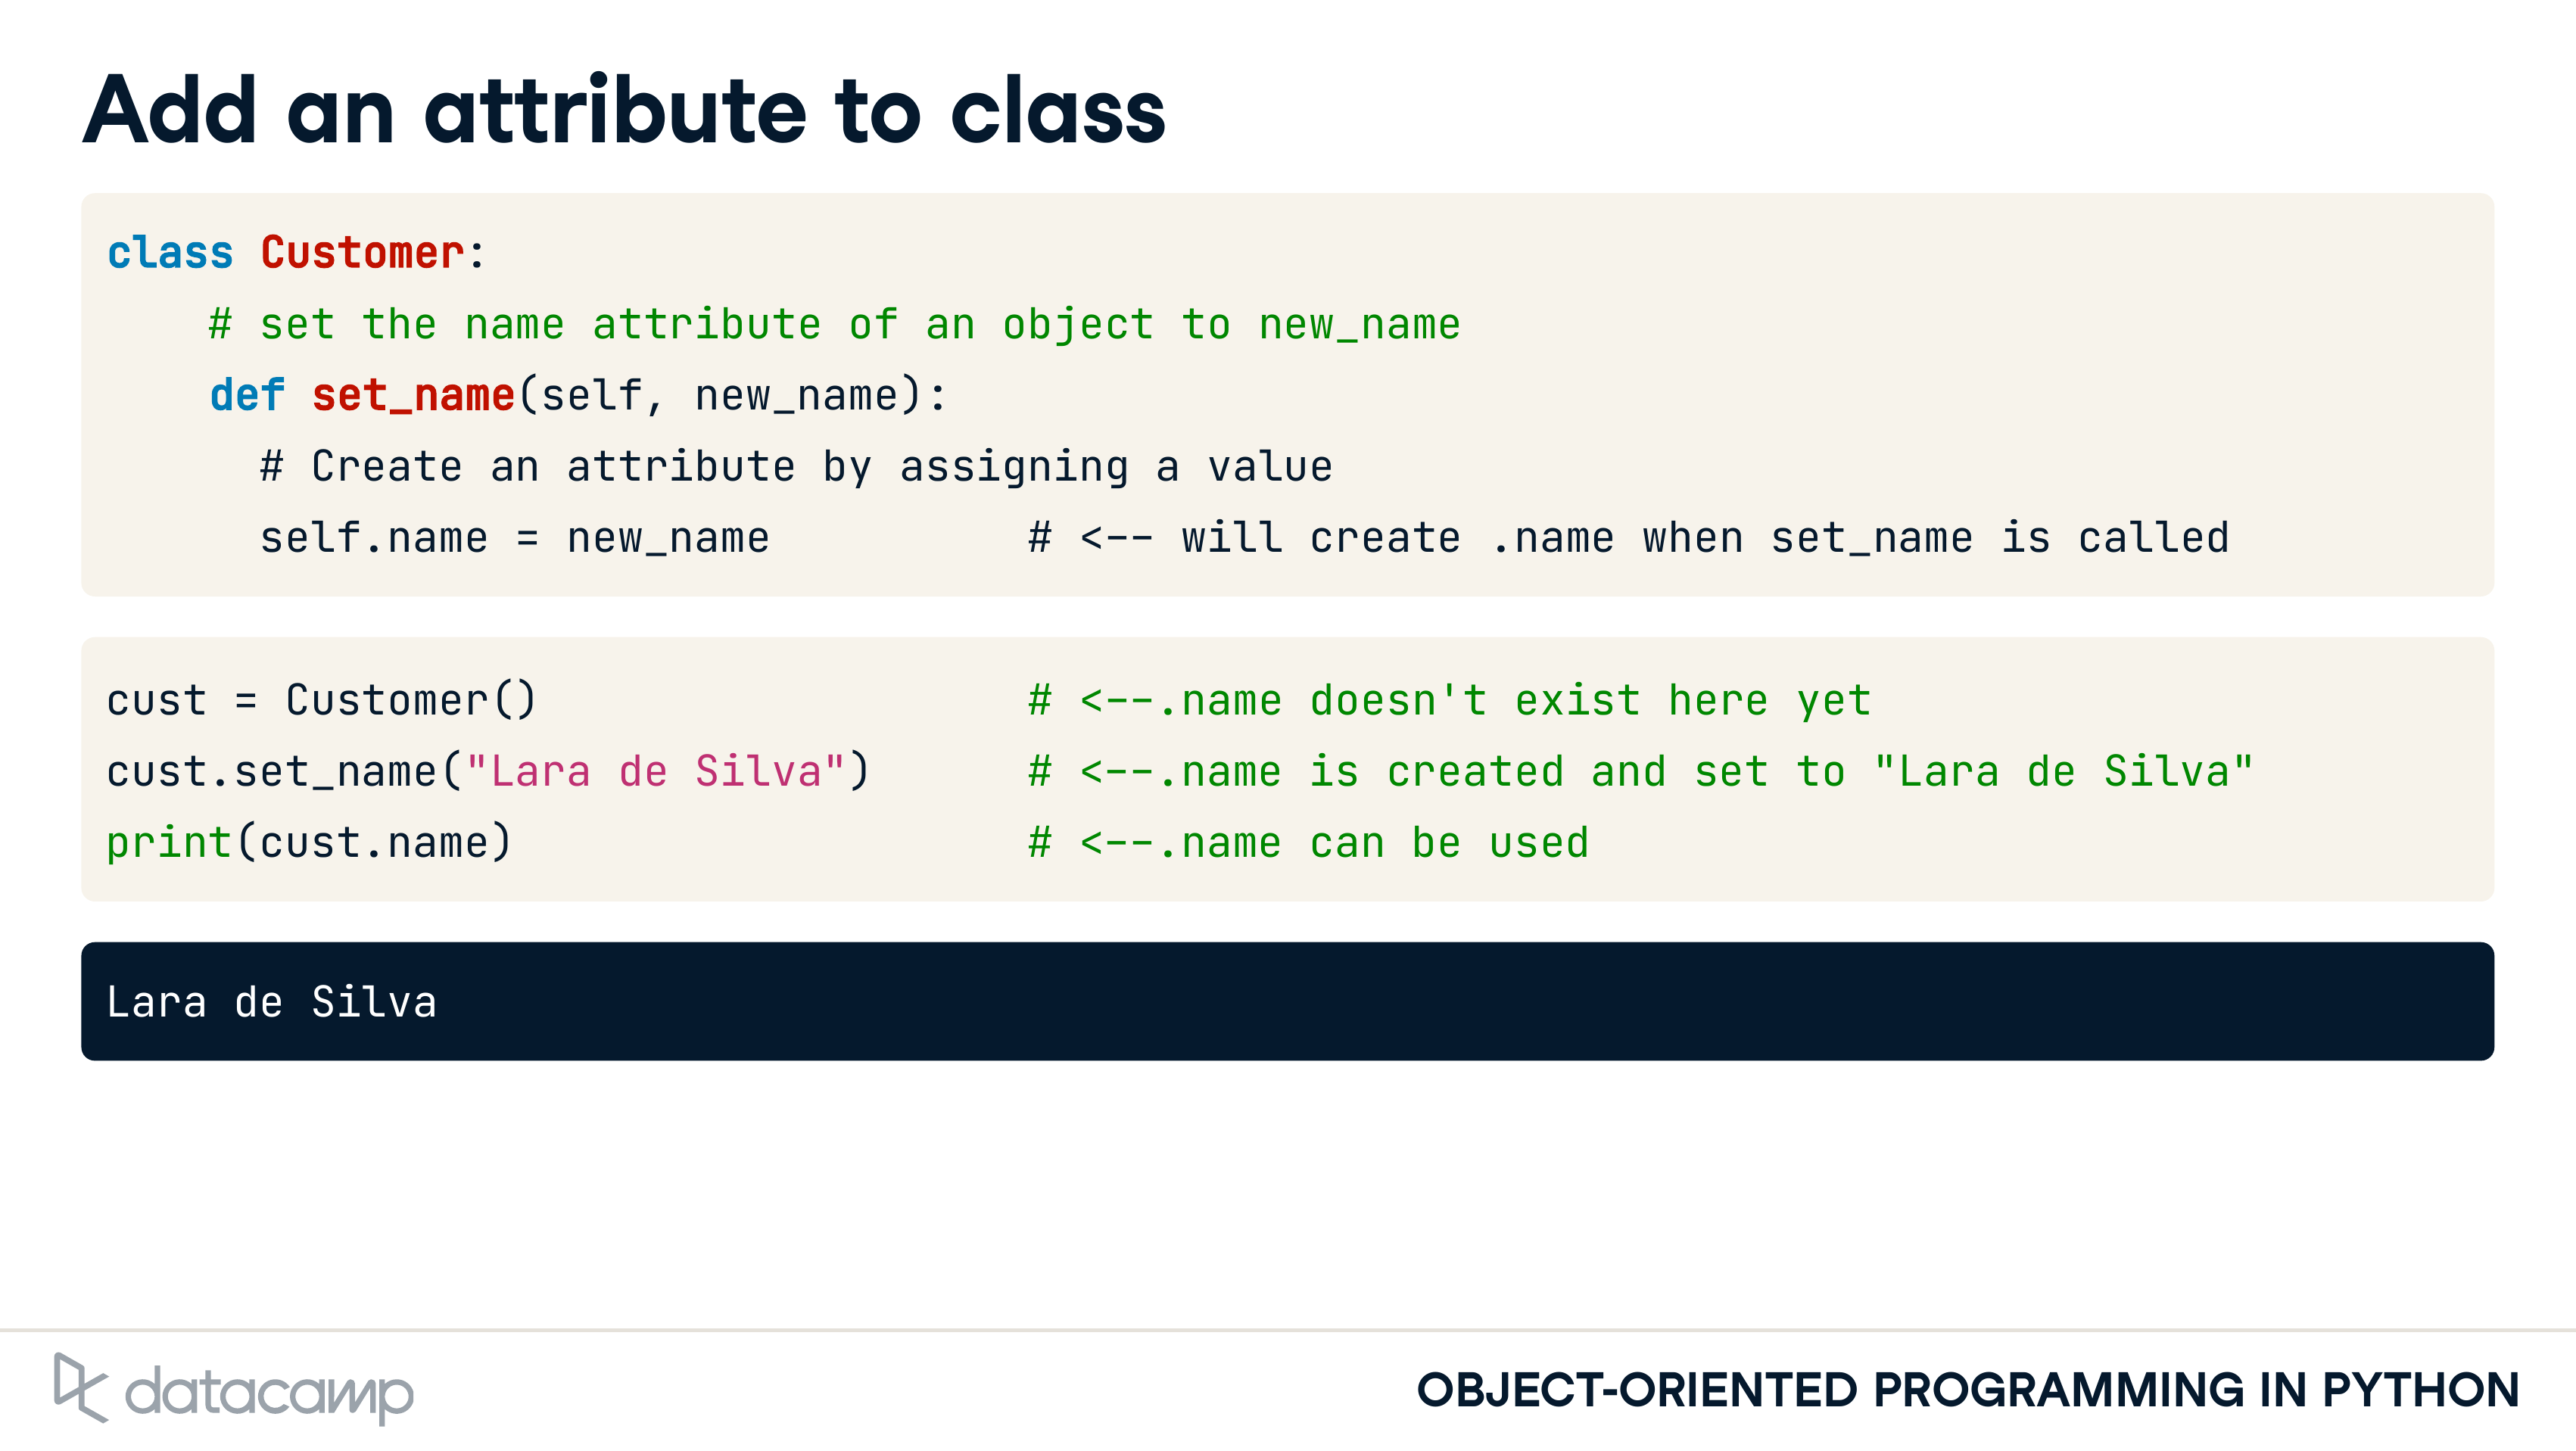 Add an attribute to class
class Customer:
    # set the name attribute of an object to new_name
    def set_name(self, new_name):
      # Create an attribute by assigning a value
      self.name = new_name          # <-- will create .name when set_name is called
cust = Customer()                   # <--.name doesn't exist here yet
cust.set_name("Lara de Silva")      # <--.name is created and set to "Lara de Silva"
print(cust.name)                    # <--.name can be used
Lara de Silva
datacamp
OBJECT-ORIENTED PROGRAMMING IN PYTHON